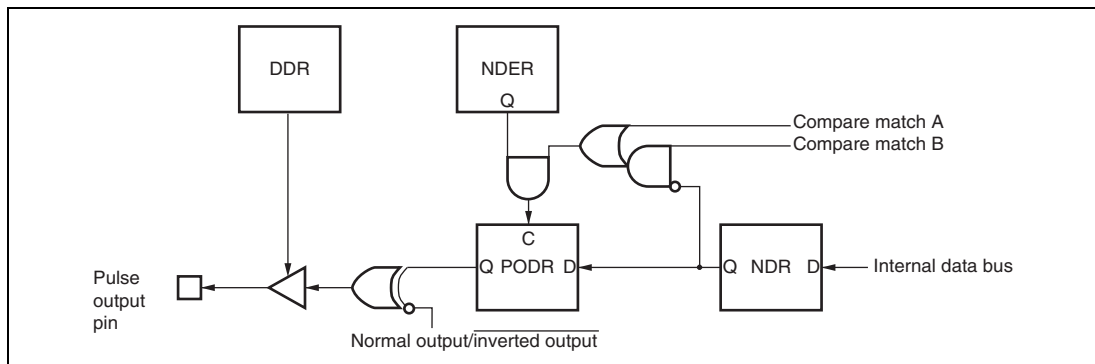 DDR
NDER
Q
Compare match A
Compare match B
C
Q PODR D
Q NDR D
Internal data bus
Pulse
output
pin
Normal output/inverted output